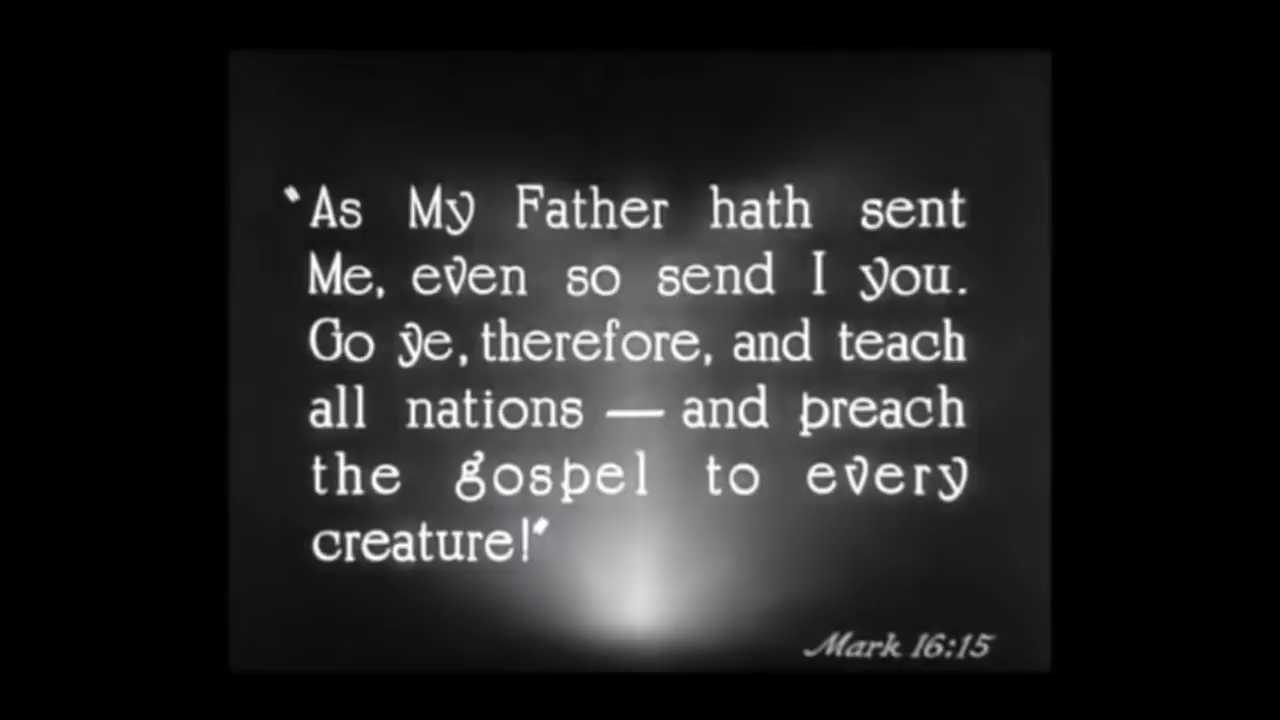 'As My Father hath sent
Me, even so send I you.
Go ye, therefore, and teach
all nations — and preach
the gospel to every
creature!'
Mark 16:15